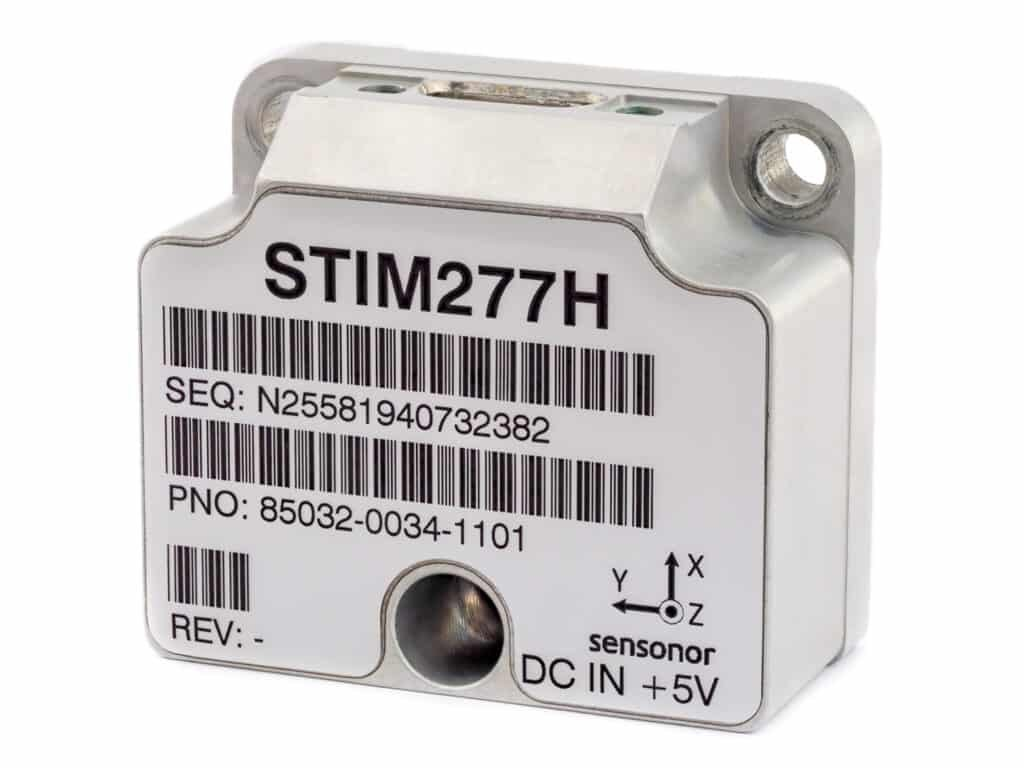 STIM277H
SEQ: N25581940732382
PNO: 85032-0034-1101
X
Y
Z
REV: -
sensonor
DC IN +5V